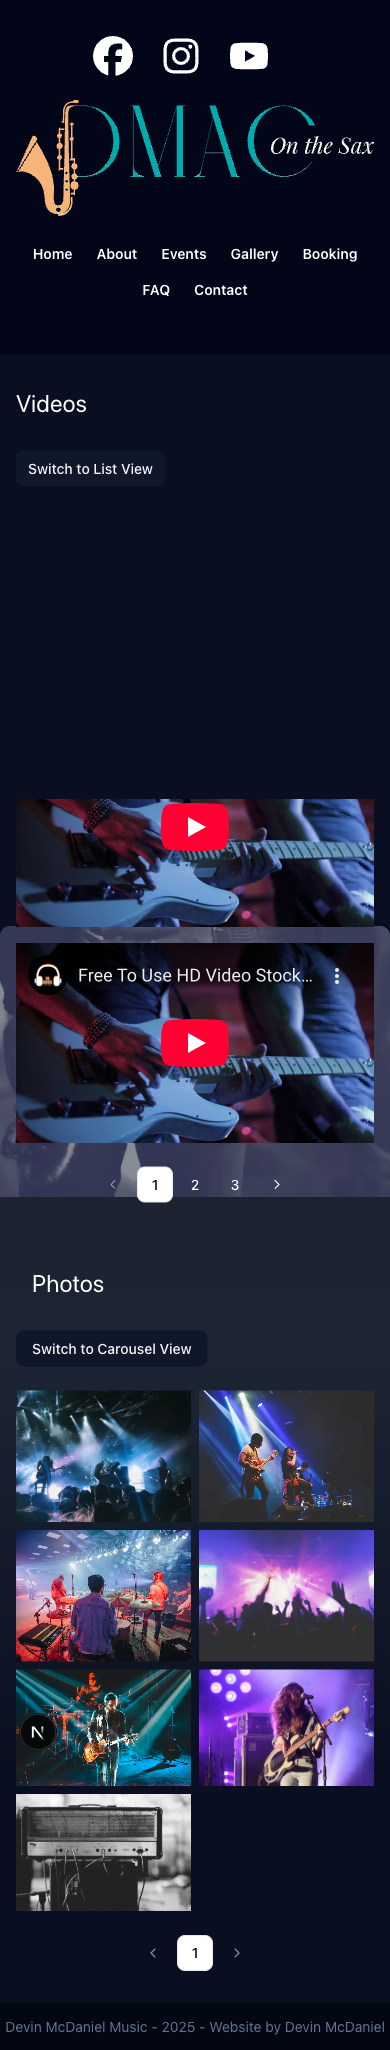 DMAC
On the Sax
Home About Events Gallery Booking
FAQ Contact
Videos
Switch to List View
Free To Use HD Video Stock...
1 2 3
Photos
Switch to Carousel View
N
1
Devin McDaniel Music - 2025 - Website by Devin McDaniel